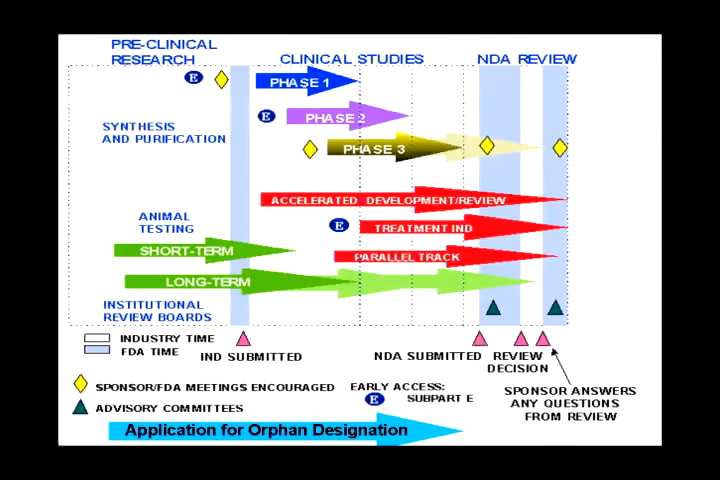 PRE-CLINICAL
RESEARCH
CLINICAL STUDIES
NDA REVIEW
E
PHASE 1
E
PHASE 2
SYNTHESIS
AND PURIFICATION
PHASE 3
ACCELERATED DEVELOPMENT/REVIEW
ANIMAL
TESTING
E
TREATMENT IND
SHORT-TERM
PARALLEL TRACK
LONG-TERM
INSTITUTIONAL
REVIEW BOARDS
INDUSTRY TIME
FDA TIME
IND SUBMITTED
NDA SUBMITTED
REVIEW
DECISION
SPONSOR/FDA MEETINGS ENCOURAGED
ADVISORY COMMITTEES
EARLY ACCESS:
E SUBPART E
SPONSOR ANSWERS
ANY QUESTIONS
FROM REVIEW
Application for Orphan Designation